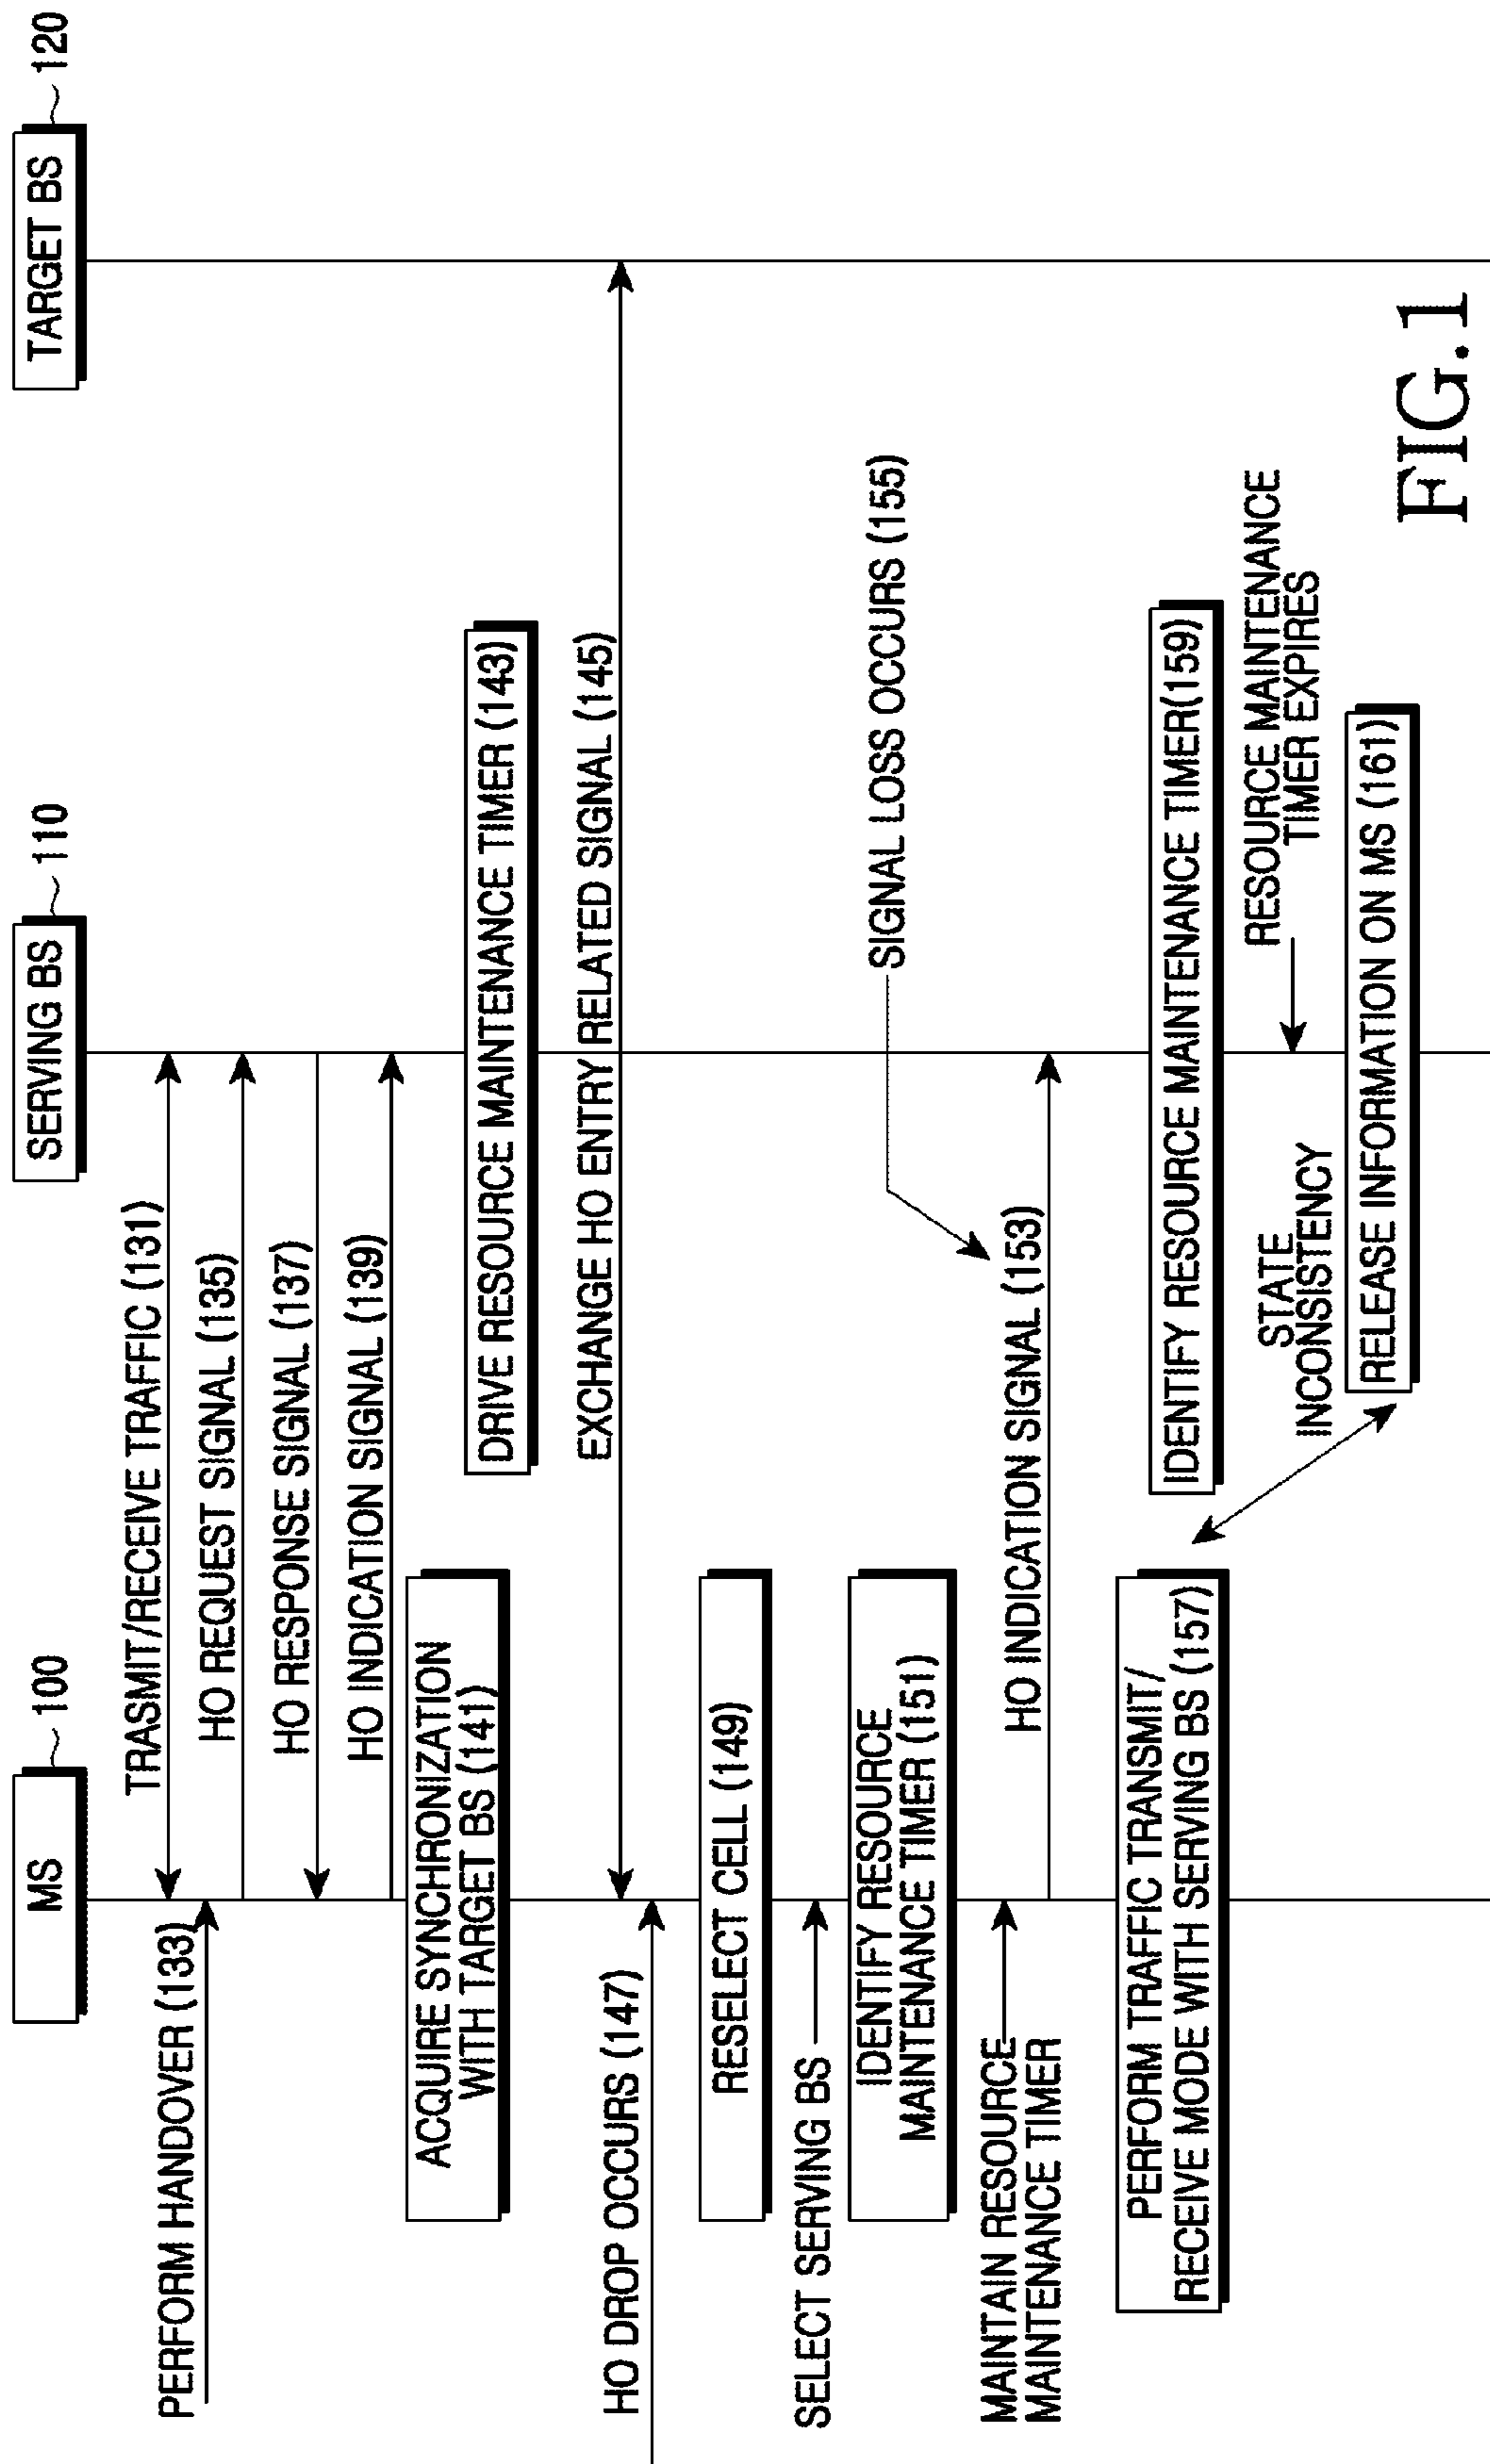 MS
100
SERVING BS
110
TARGET BS
120
TRASMIT/RECEIVE TRAFFIC (131)
PERFORM HANDOVER (133)
HO REQUEST SIGNAL (135)
HO RESPONSE SIGNAL (137)
HO INDICATION SIGNAL (139)
ACQUIRE SYNCHRONIZATION
WITH TARGET BS (141)
DRIVE RESOURCE MAINTENANCE TIMER (143)
EXCHANGE HO ENTRY RELATED SIGNAL (145)
HO DROP OCCURS (147)
RESELECT CELL (149)
SELECT SERVING BS
IDENTIFY RESOURCE
MAINTENANCE TIMER (151)
SIGNAL LOSS OCCURS (155)
MAINTAIN RESOURCE
MAINTENANCE TIMER
HO INDICATION SIGNAL (153)
PERFORM TRAFFIC TRANSMIT/
RECEIVE MODE WITH SERVING BS (157)
IDENTIFY RESOURCE MAINTENANCE TIMER(159)
STATE
INCONSISTENCY
RESOURCE MAINTENANCE
TIMER EXPIRES
RELEASE INFORMATION ON MS (161)
FIG.1